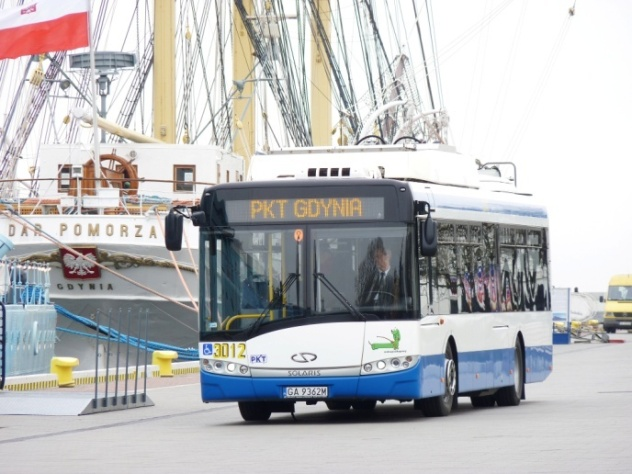 DAR POMORZA
GDYNIA
PKT GDYNIA
3012
PKT
SOLARIS
GA 9362M